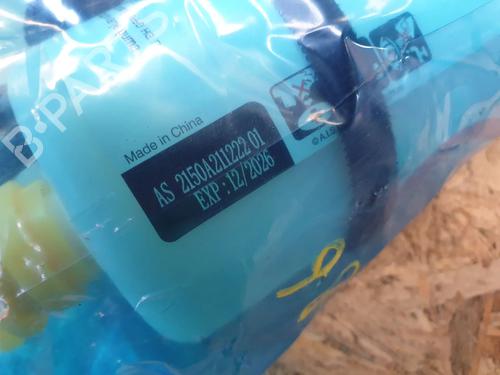 Made in China
AS 2150A211222 01
EXP : 12/2026
© A.I.S
B-PARTS